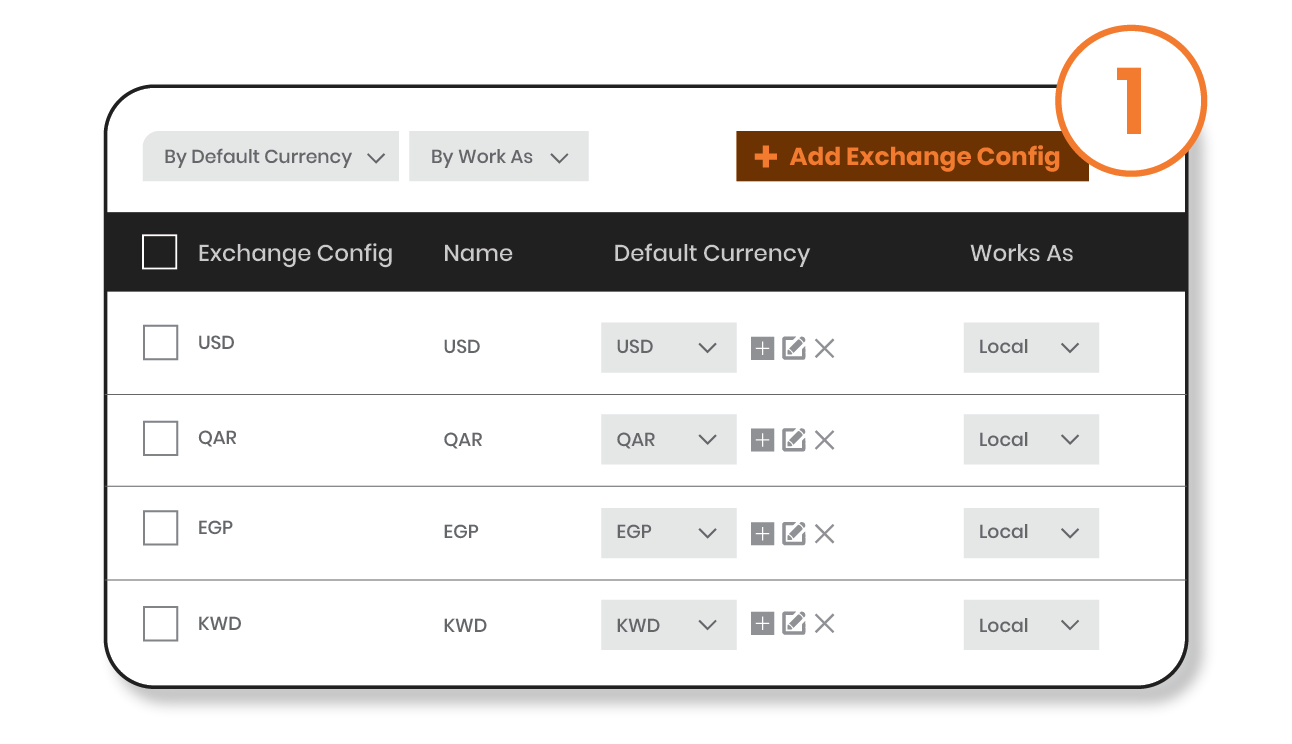 1
By Default Currency By Work As + Add Exchange Config
Exchange Config Name Default Currency Works As
USD USD USD Local
QAR QAR QAR Local
EGP EGP EGP Local
KWD KWD KWD Local